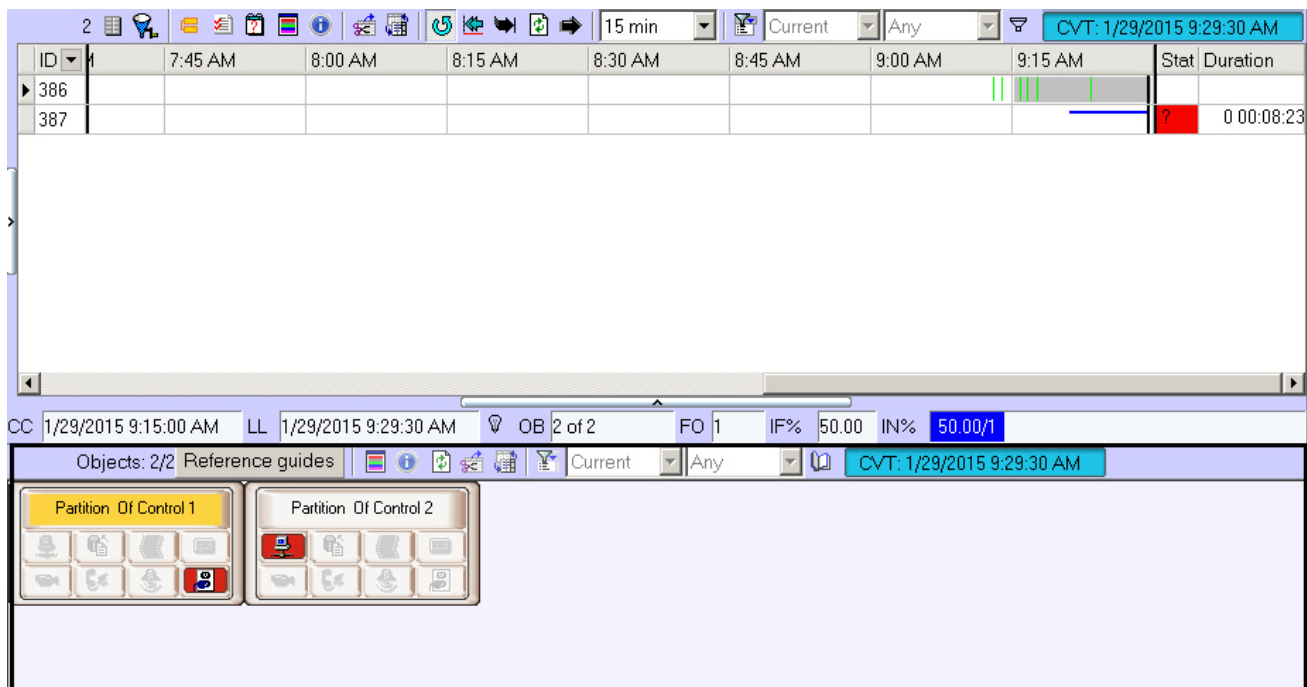 2 15 min Current Any CVT: 1/29/2015 9:29:30 AM
ID 7:45 AM 8:00 AM 8:15 AM 8:30 AM 8:45 AM 9:00 AM 9:15 AM Stat Duration
386
387 ? 0 00:08:23
CC 1/29/2015 9:15:00 AM LL 1/29/2015 9:29:30 AM OB 2 of 2 FO 1 IF% 50.00 IN% 50.00/1
Objects: 2/2 Reference guides Current Any CVT: 1/29/2015 9:29:30 AM
Partition Of Control 1 Partition Of Control 2